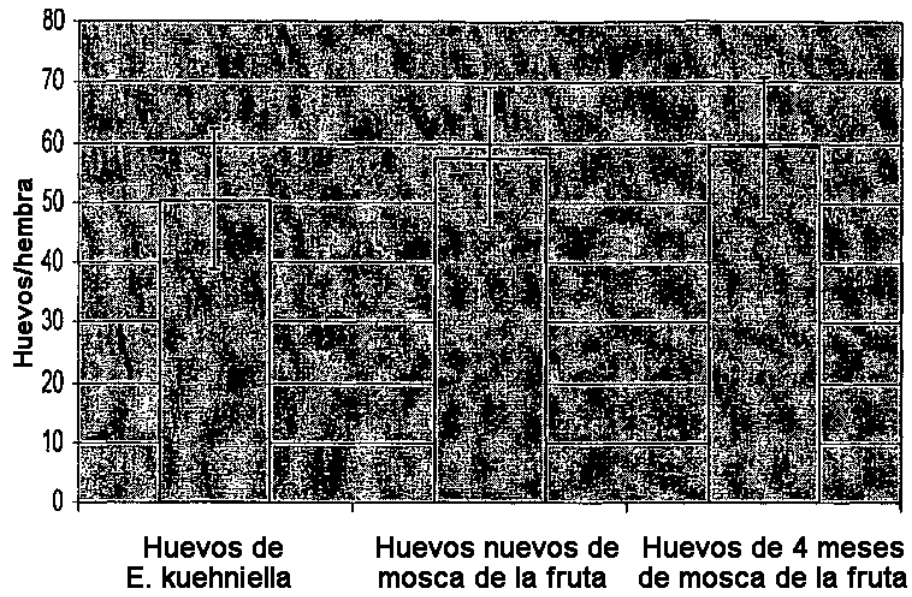 80
70
60
50
40
30
20
10
0
Huevos/hembra
Huevos de
E. kuehniella
Huevos nuevos de
mosca de la fruta
Huevos de 4 meses
de mosca de la fruta